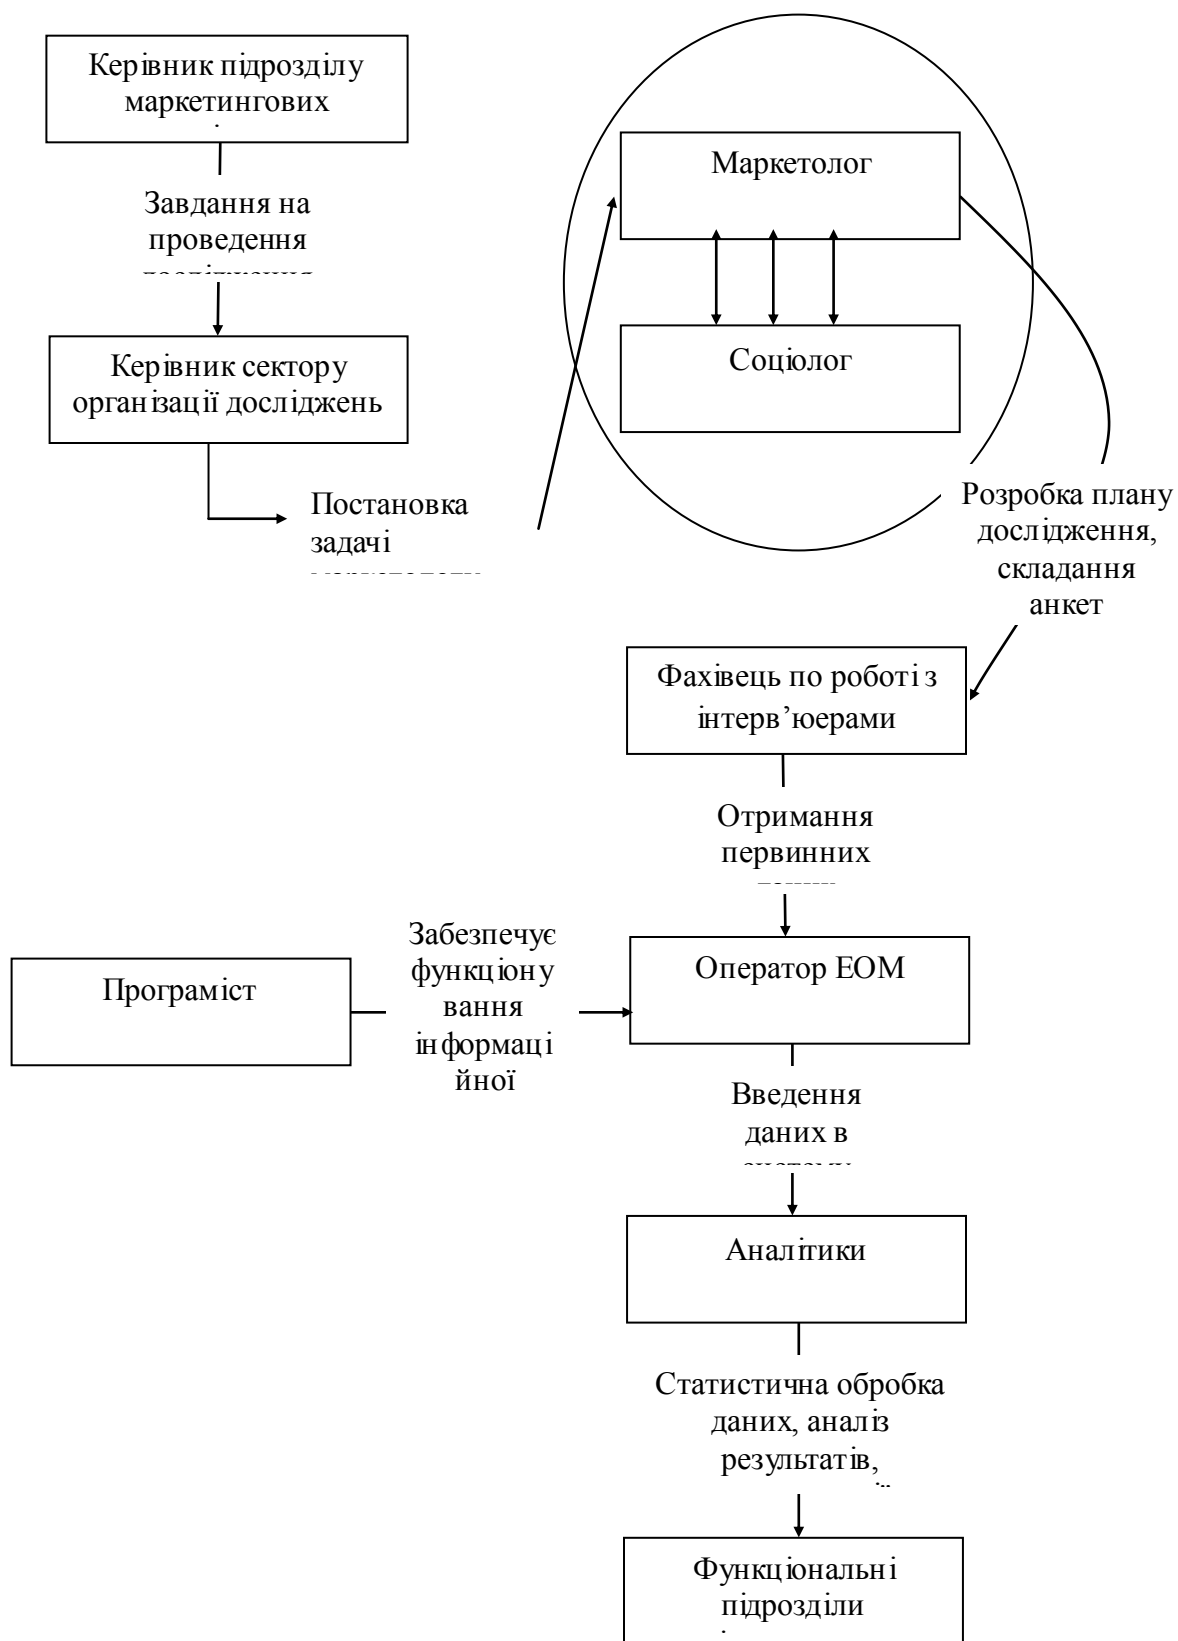 Керівник підрозділу
маркетингових
Завдання на
проведення
Керівник сектору
організації досліджень
Постановка
задачі
Маркетолог
Соціолог
Розробка плану
дослідження,
складання
анкет
Фахівець по роботі з
інтерв’юерами
Отримання
первинних
Програміст
Забезпечує
функціону
вання
інформаці
йної
Оператор ЕОМ
Введення
даних в
Аналітики
Статистична обробка
даних, аналіз
результатів,
Функціональні
підрозділи